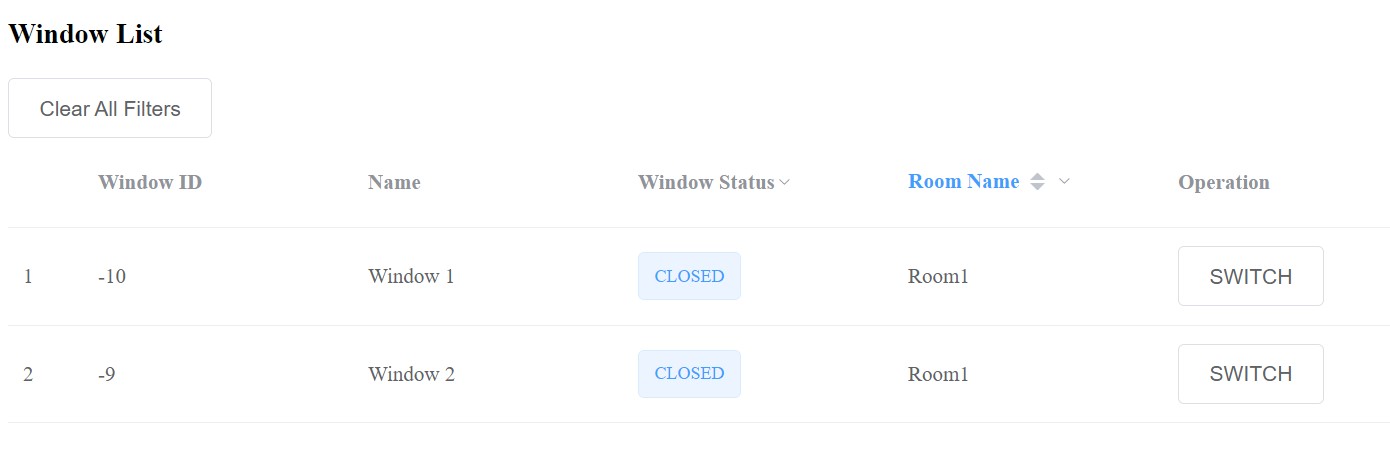 Window List
Clear All Filters
Window ID Name Window Status Room Name Operation
1 -10 Window 1 CLOSED Room1 SWITCH
2 -9 Window 2 CLOSED Room1 SWITCH